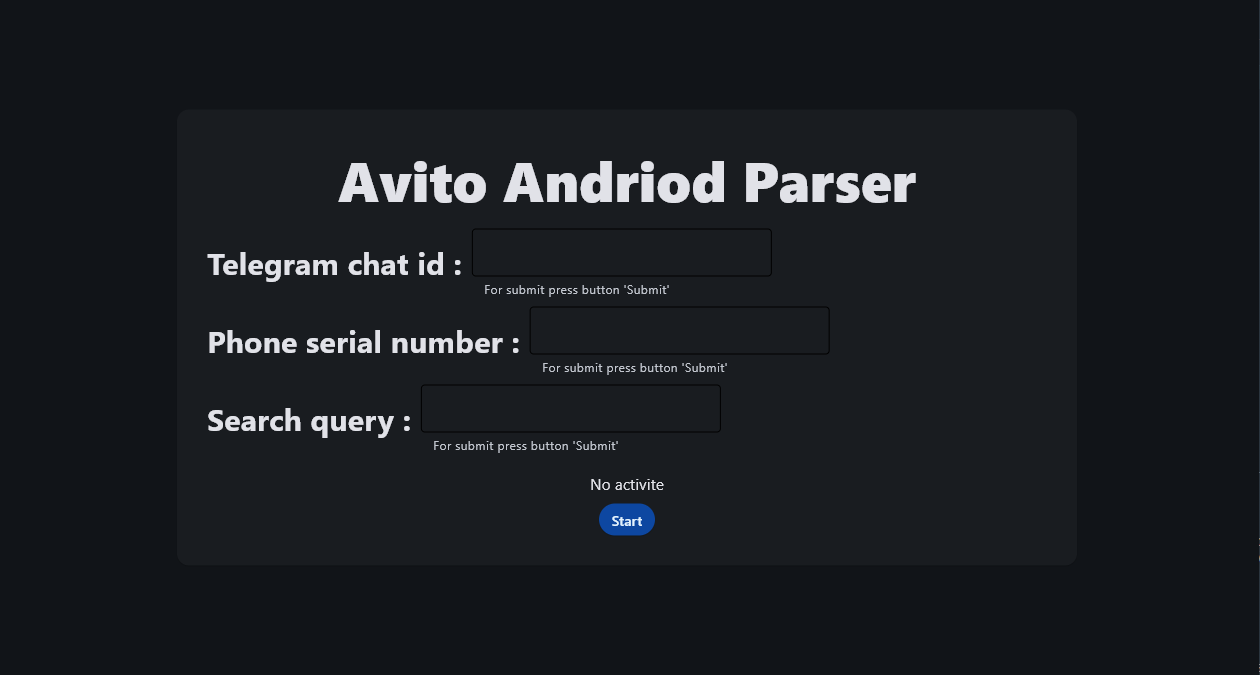 Avito Andriod Parser
Telegram chat id :
For submit press button 'Submit'
Phone serial number :
For submit press button 'Submit'
Search query :
For submit press button 'Submit'
No activite
Start